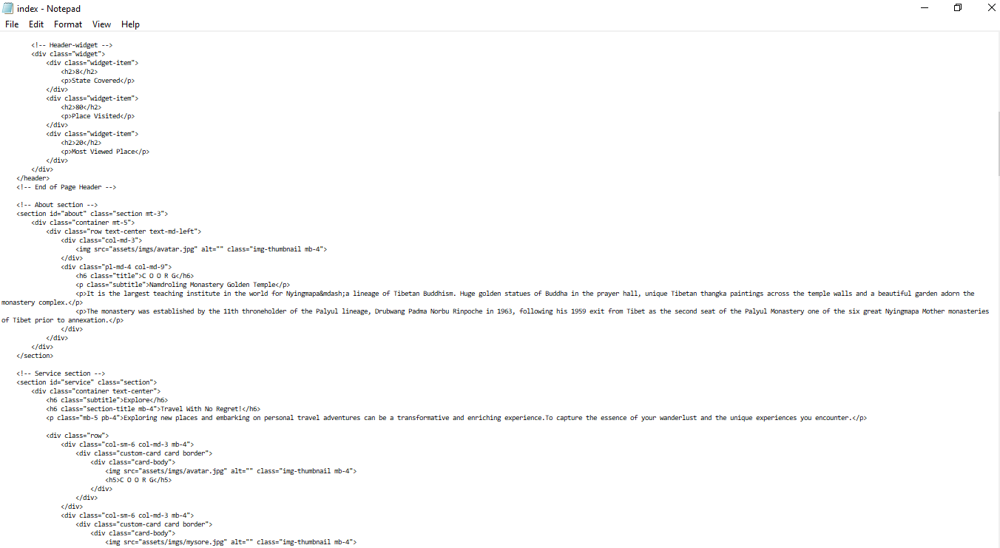 index - Notepad
File Edit Format View Help
<!-- Header-widget -->
<div class="widget">
<div class="widget-item">
<h2>8</h2>
<p>State Covered</p>
</div>
<div class="widget-item">
<h2>80</h2>
<p>Place Visited</p>
</div>
<div class="widget-item">
<h2>20</h2>
<p>Most Viewed Place</p>
</div>
</div>
</header>
<!-- End of Page Header -->
<!-- About section -->
<section id="about" class="section mt-3">
<div class="container mt-5">
<div class="row text-center text-md-left">
<div class="col-md-3">
<img src="assets/imgs/avatar.jpg" alt="" class="img-thumbnail mb-4">
</div>
<div class="pl-md-4 col-md-9">
<h6 class="title">C O O R G</h6>
<p class="subtitle">Namdroling Monastery Golden Temple</p>
<p>It is the largest teaching institute in the world for Nyingmapa&mdash;a lineage of Tibetan Buddhism. Huge golden statues of Buddha in the prayer hall, unique Tibetan thangka paintings across the temple walls and a beautiful garden adorn the
monastery complex.</p>
<p>The monastery was established by the 11th throneholder of the Palyul lineage, Drubwang Padma Norbu Rinpoche in 1963, following his 1959 exit from Tibet as the second seat of the Palyul Monastery one of the six great Nyingmapa Mother monasteries
of Tibet prior to annexation.</p>
</div>
</div>
</div>
</section>
<!-- Service section -->
<section id="service" class="section">
<div class="container text-center">
<h6 class="subtitle">Explore</h6>
<h6 class="section-title mb-4">Travel With No Regret!</h6>
<p class="mb-5 pb-4">Exploring new places and embarking on personal travel adventures can be a transformative and enriching experience.To capture the essence of your wanderlust and the unique experiences you encounter.</p>
<div class="row">
<div class="col-sm-6 col-md-3 mb-4">
<div class="custom-card card border">
<div class="card-body">
<img src="assets/imgs/avatar.jpg" alt="" class="img-thumbnail mb-4">
<h5>C O O R G</h5>
</div>
</div>
</div>
<div class="col-sm-6 col-md-3 mb-4">
<div class="custom-card card border">
<div class="card-body">
<img src="assets/imgs/mysore.jpg" alt="" class="img-thumbnail mb-4">